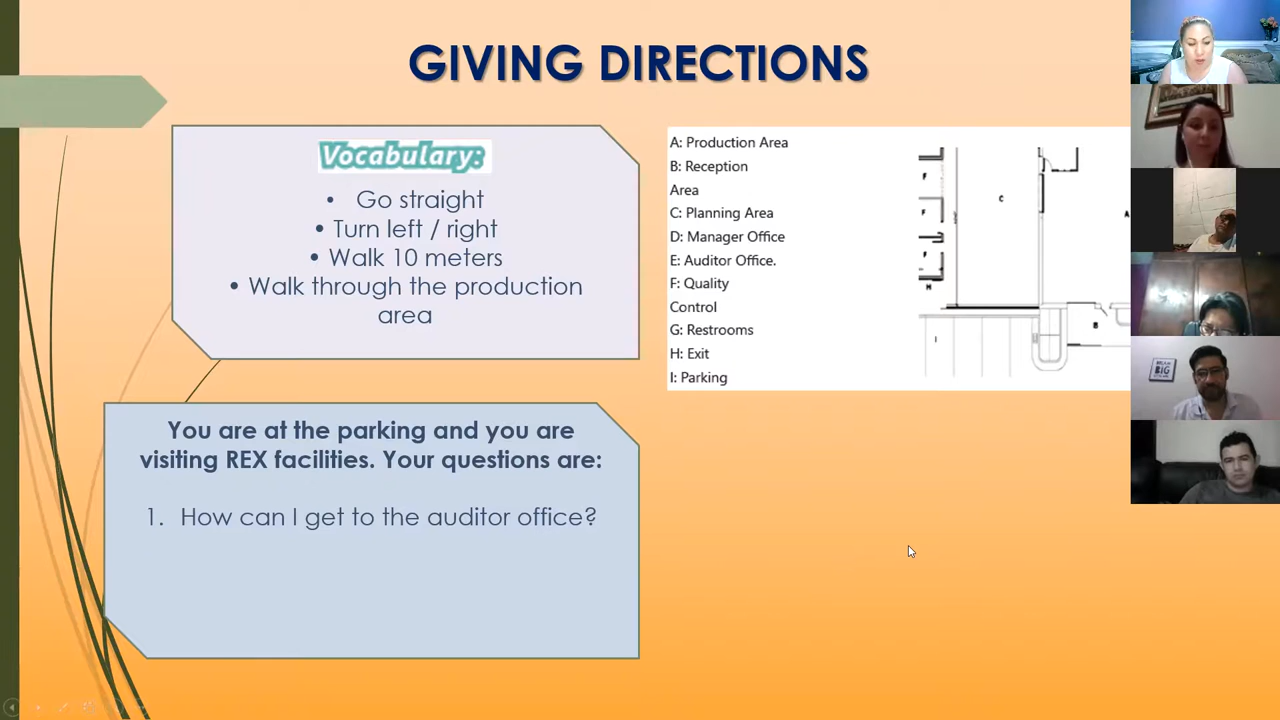 GIVING DIRECTIONS
Vocabulary:
• Go straight
• Turn left / right
• Walk 10 meters
• Walk through the production
area
You are at the parking and you are
visiting REX facilities. Your questions are:
1. How can I get to the auditor office?
A: Production Area
B: Reception
Area
C: Planning Area
D: Manager Office
E: Auditor Office.
F: Quality
Control
G: Restrooms
H: Exit
I: Parking
F
F
F
H
C
A
B
I
BIG